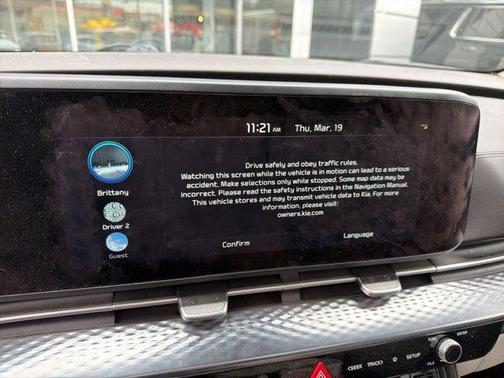 11:21 AM Thu, Mar. 19
Drive safely and obey traffic rules.
Watching this screen while the vehicle is in motion can lead to a serious
accident. Make selections only while stopped. Some map data may be
incorrect. Please read the safety instructions in the Navigation Manual.
This vehicle stores and may transmit vehicle data to Kia. For more
information, please visit:
owners.kia.com
Brittany
Driver 2
Guest
Confirm
Language
<SEEK TRACK> ☆ SETUP
TUNE
ENTER